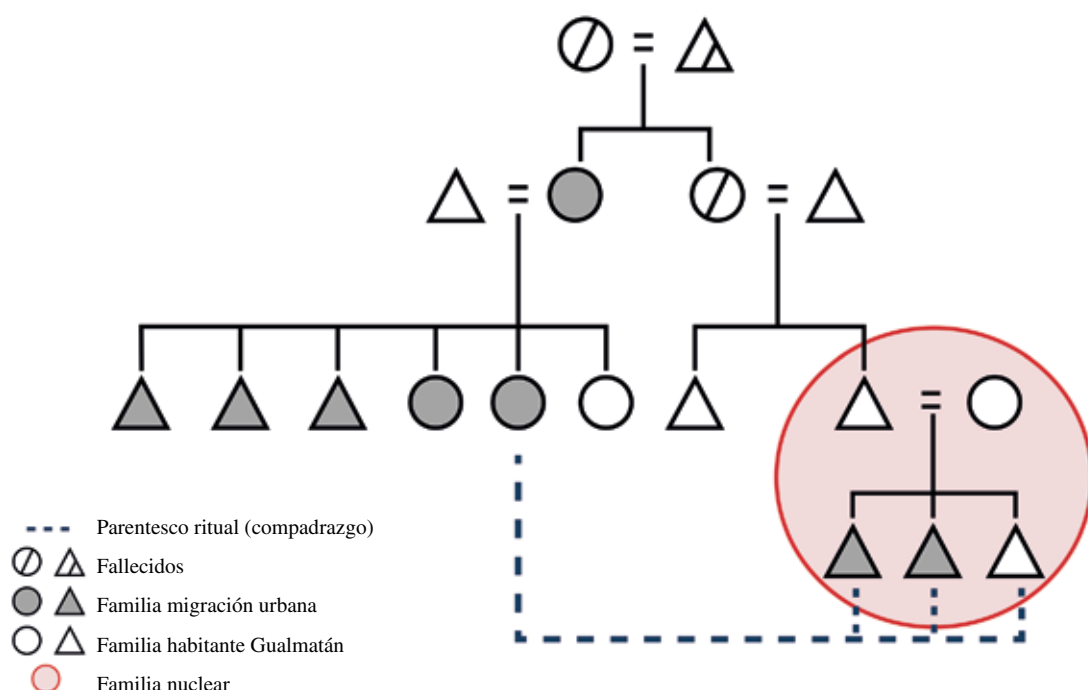 Parentesco ritual (compadrazgo)
Fallecidos
Familia migración urbana
Familia habitante Gualmatán
Familia nuclear